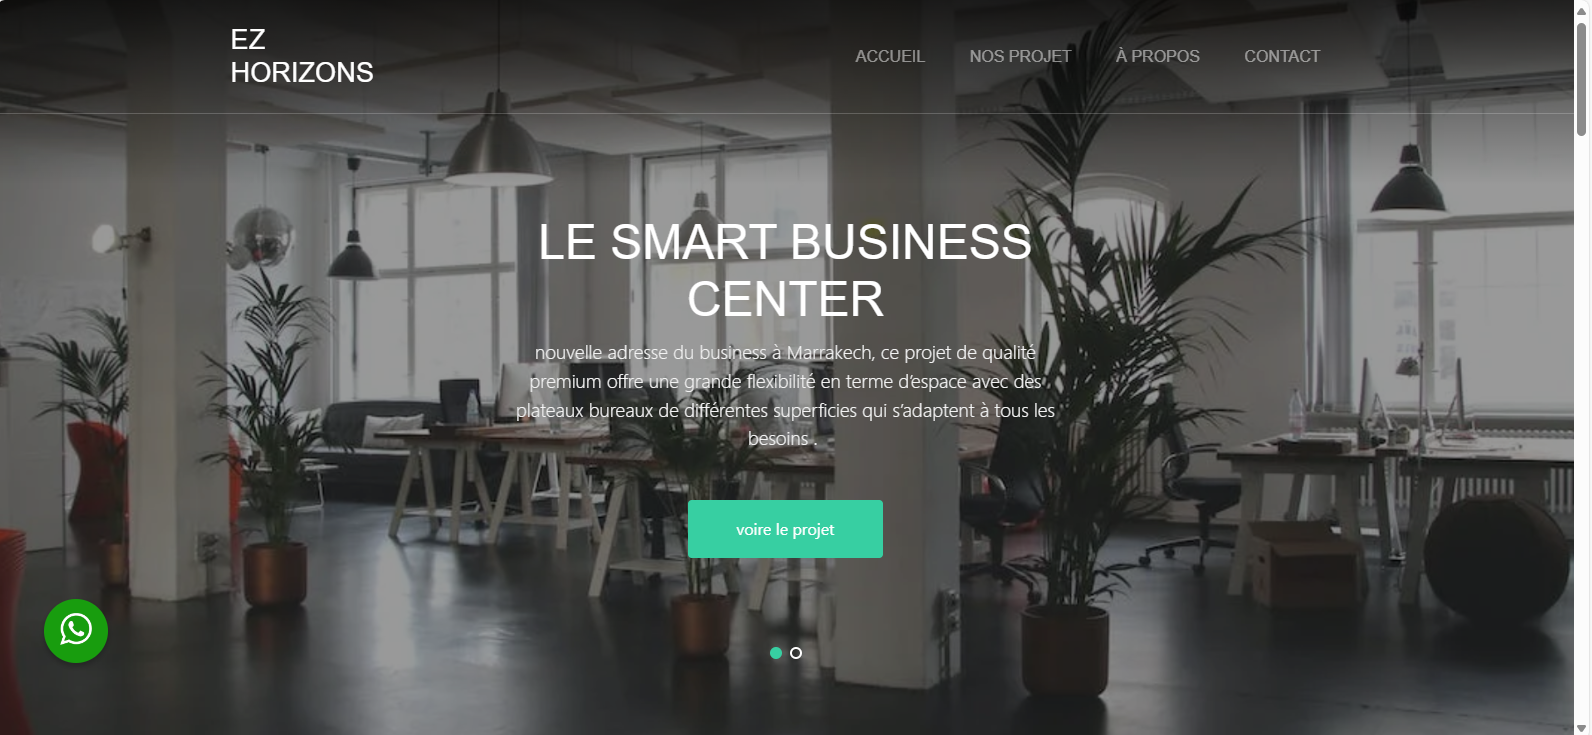 EZ
HORIZONS
ACCUEIL NOS PROJET À PROPOS CONTACT
LE SMART BUSINESS
CENTER
nouvelle adresse du business à Marrakech, ce projet de qualité
premium offre une grande flexibilité en terme d’espace avec des
plateaux bureaux de différentes superficies qui s’adaptent à tous les
besoins .
voire le projet